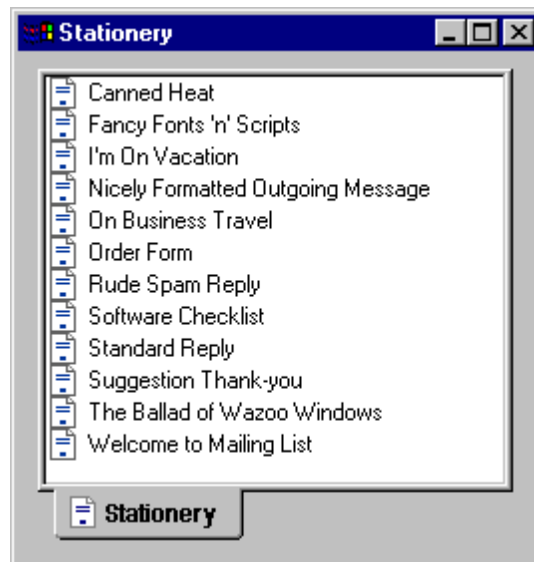 Stationery
Canned Heat
Fancy Fonts 'n' Scripts
I'm On Vacation
Nicely Formatted Outgoing Message
On Business Travel
Order Form
Rude Spam Reply
Software Checklist
Standard Reply
Suggestion Thank-you
The Ballad of Wazoo Windows
Welcome to Mailing List
Stationery